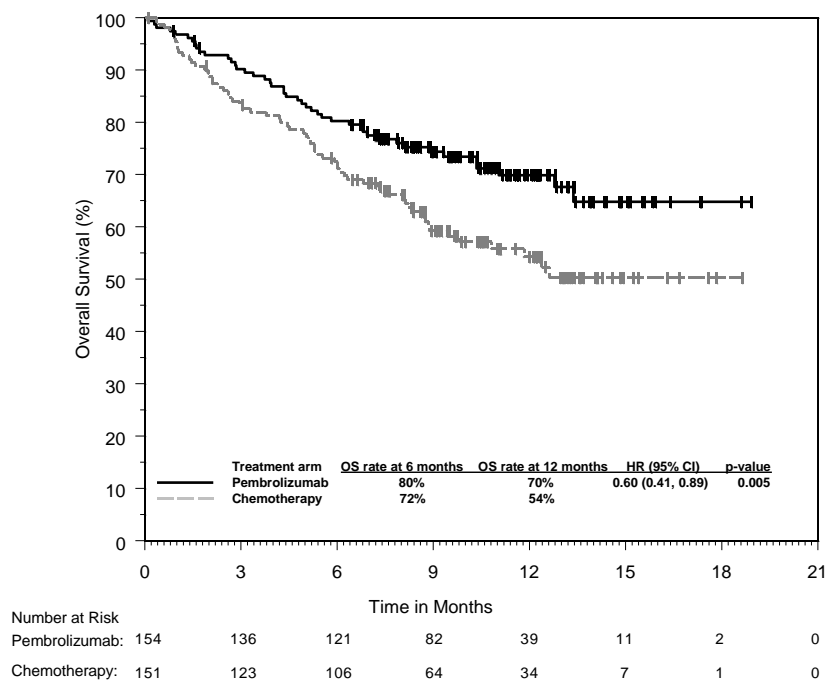 100
90
80
70
60
50
40
30
20
10
0
Overall Survival (%)
Treatment arm OS rate at 6 months OS rate at 12 months HR (95% CI) p-value
Pembrolizumab 80% 70% 0.60 (0.41, 0.89) 0.005
Chemotherapy 72% 54%
0 3 6 9 12 15 18 21
Time in Months
Number at Risk
Pembrolizumab: 154 136 121 82 39 11 2 0
Chemotherapy: 151 123 106 64 34 7 1 0